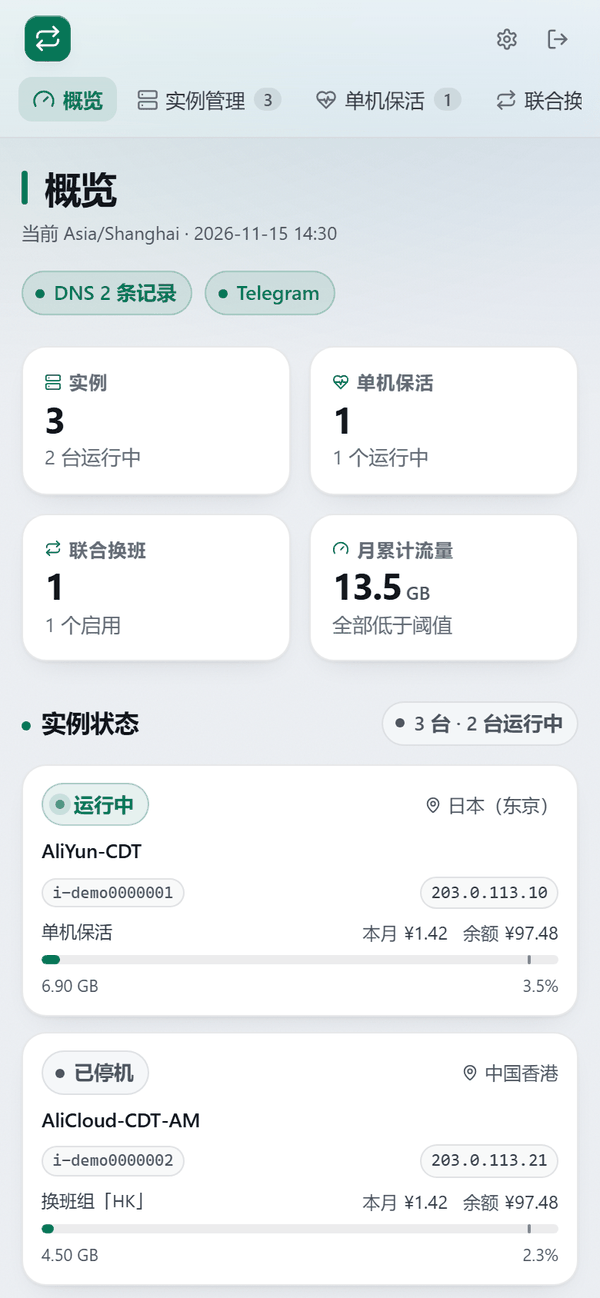 概览 实例管理 3 单机保活 1 联合换
概览
当前 Asia/Shanghai · 2026-11-15 14:30
DNS 2 条记录 Telegram
实例 单机保活
3 1
2 台运行中 1 个运行中
联合换班 月累计流量
1 13.5 GB
1 个启用 全部低于阈值
实例状态 3 台 · 2 台运行中
运行中 日本（东京）
AliYun-CDT
i-demo0000001 203.0.113.10
单机保活 本月 ¥1.42 余额 ¥97.48
6.90 GB 3.5%
已停机 中国香港
AliCloud-CDT-AM
i-demo0000002 203.0.113.21
换班组「HK」 本月 ¥1.42 余额 ¥97.48
4.50 GB 2.3%